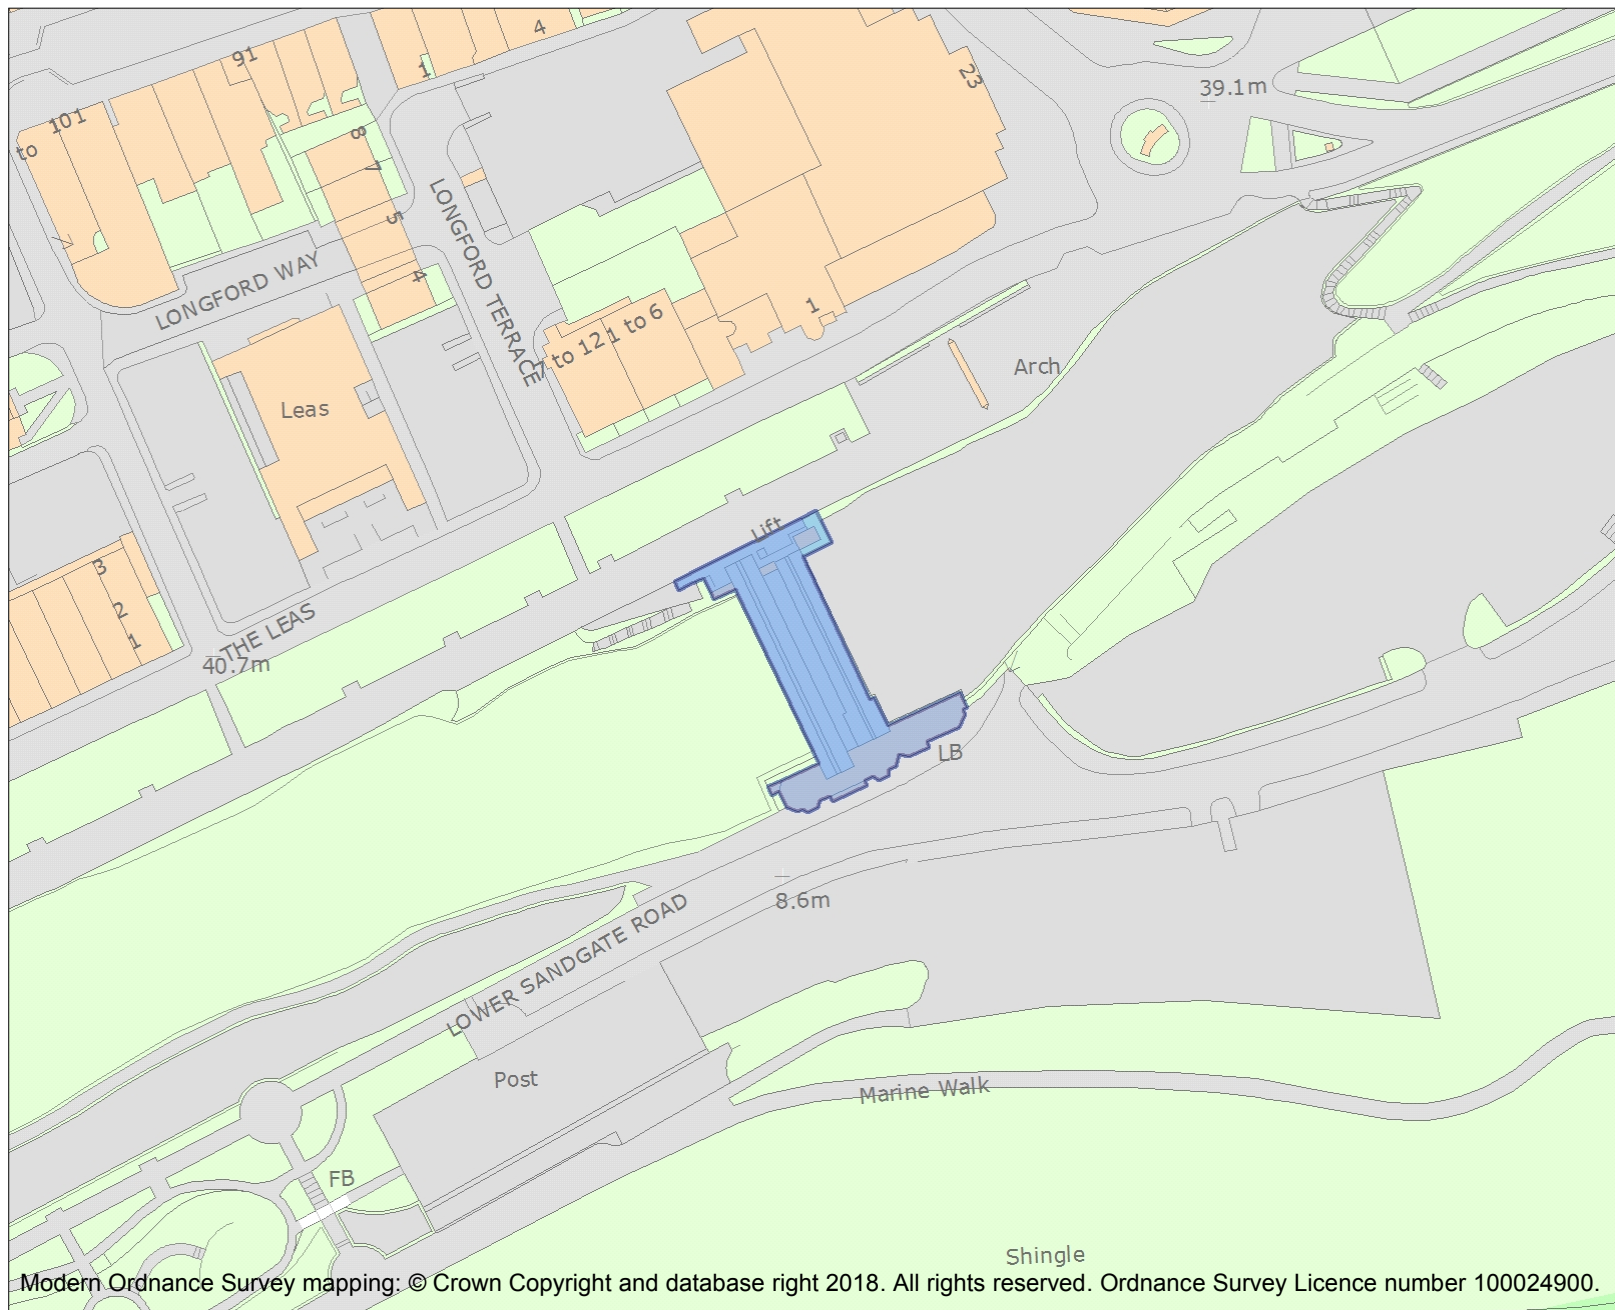 4
91
1
23
39.1m
101
to
8
7
5
LONGFORD TERRACE
7
LONGFORD WAY
4
1
7 to 12
1 to 6
Arch
Leas
Lift
3
2
1
THE LEAS
40.7m
LB
8.6m
LOWER SANDGATE ROAD
Post
Marine Walk
FB
Shingle
Modern Ordnance Survey mapping: © Crown Copyright and database right 2018. All rights reserved. Ordnance Survey Licence number 100024900.